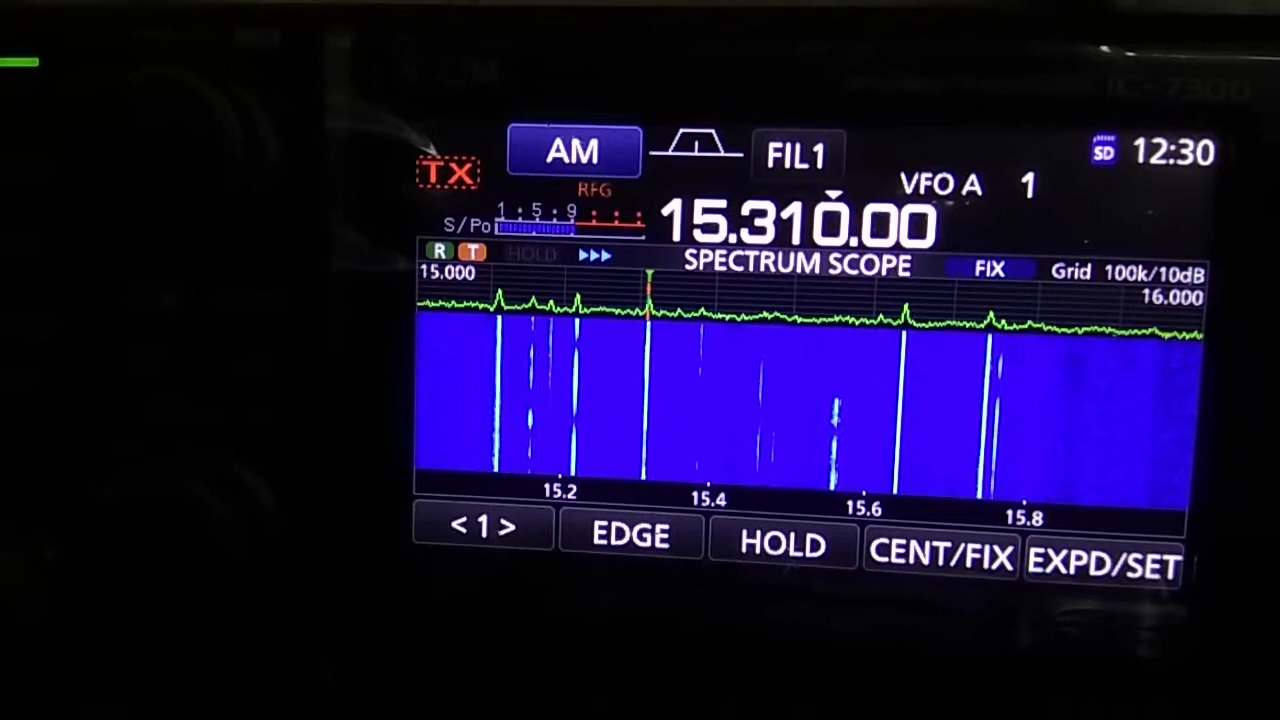 IC-7300
AM FIL1 SD 12:30
TX RFG VFO A 1
S/Po 1 5 9 15.310.00
R T HOLD SPECTRUM SCOPE FIX Grid 100k/10dB
15.000 16.000
15.2 15.4 15.6 15.8
<1> EDGE HOLD CENT/FIX EXPD/SET